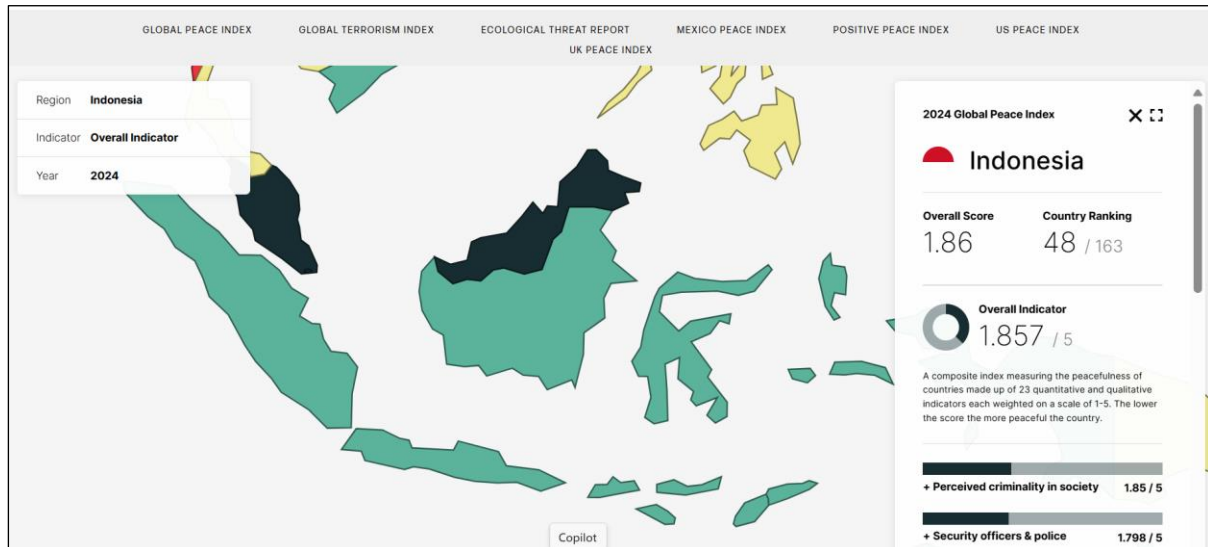 GLOBAL PEACE INDEX GLOBAL TERRORISM INDEX ECOLOGICAL THREAT REPORT MEXICO PEACE INDEX POSITIVE PEACE INDEX US PEACE INDEX
UK PEACE INDEX
Region Indonesia
Indicator Overall Indicator
Year 2024
2024 Global Peace Index
Indonesia
Overall Score Country Ranking
1.86 48 / 163
Overall Indicator
1.857 / 5
A composite index measuring the peacefulness of
countries made up of 23 quantitative and qualitative
indicators each weighted on a scale of 1-5. The lower
the score the more peaceful the country.
+ Perceived criminality in society 1.85 / 5
+ Security officers & police 1.798 / 5
Copilot